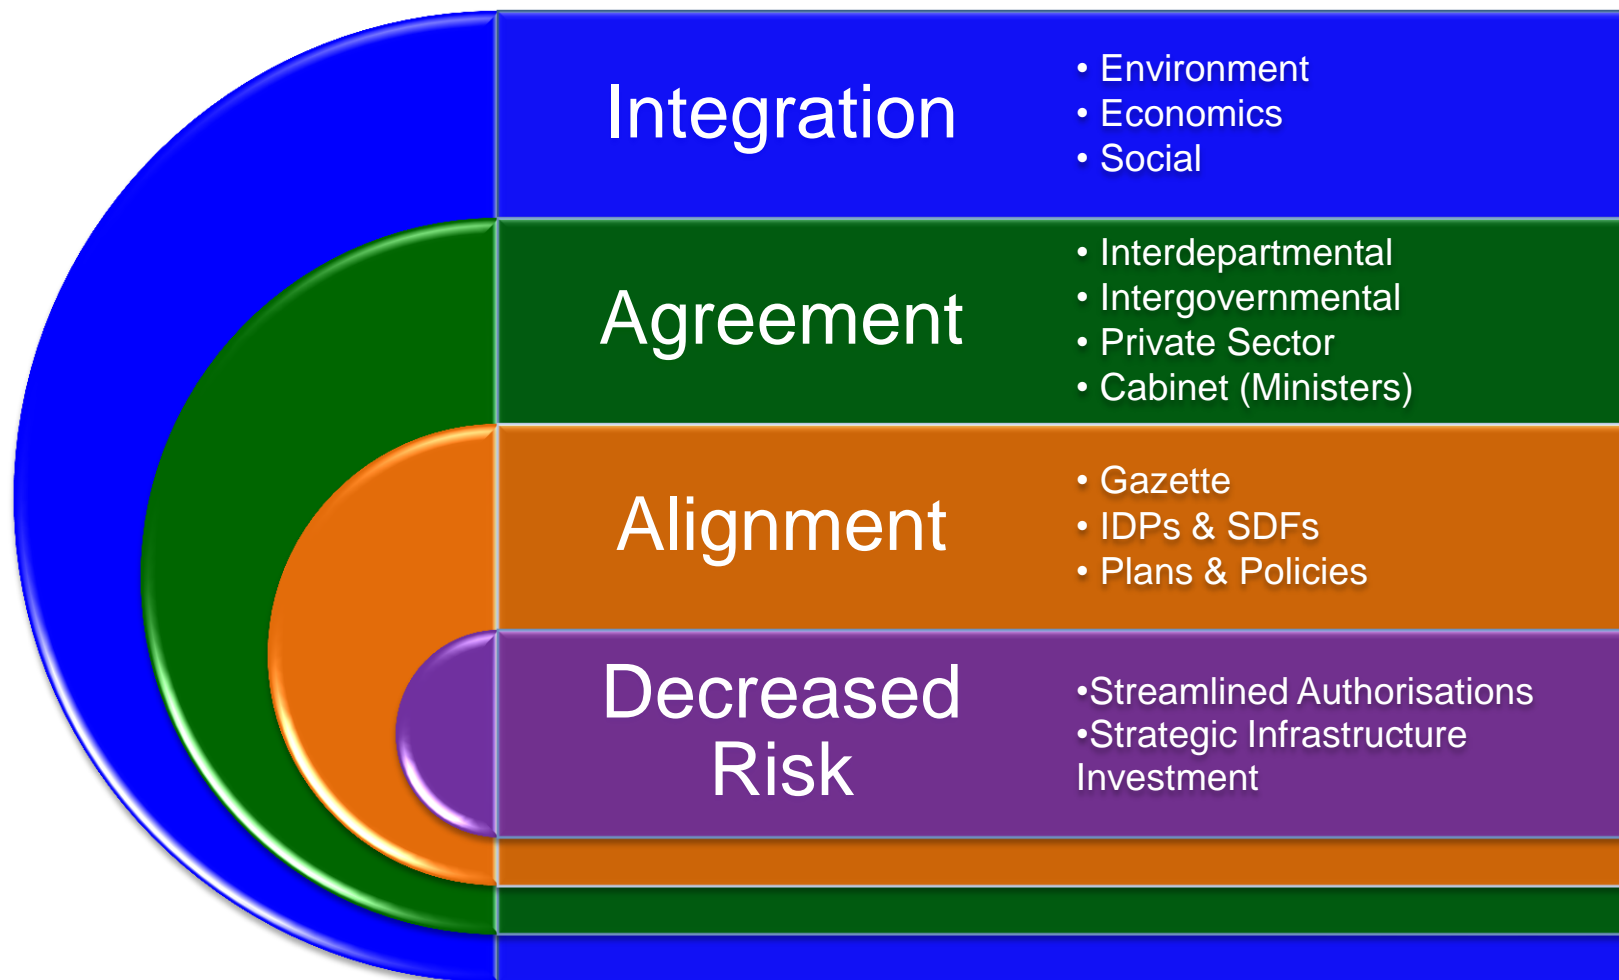 Integration
• Environment
• Economics
• Social
Agreement
• Interdepartmental
• Intergovernmental
• Private Sector
• Cabinet (Ministers)
Alignment
• Gazette
• IDPs & SDFs
• Plans & Policies
Decreased
Risk
•Streamlined Authorisations
•Strategic Infrastructure
Investment